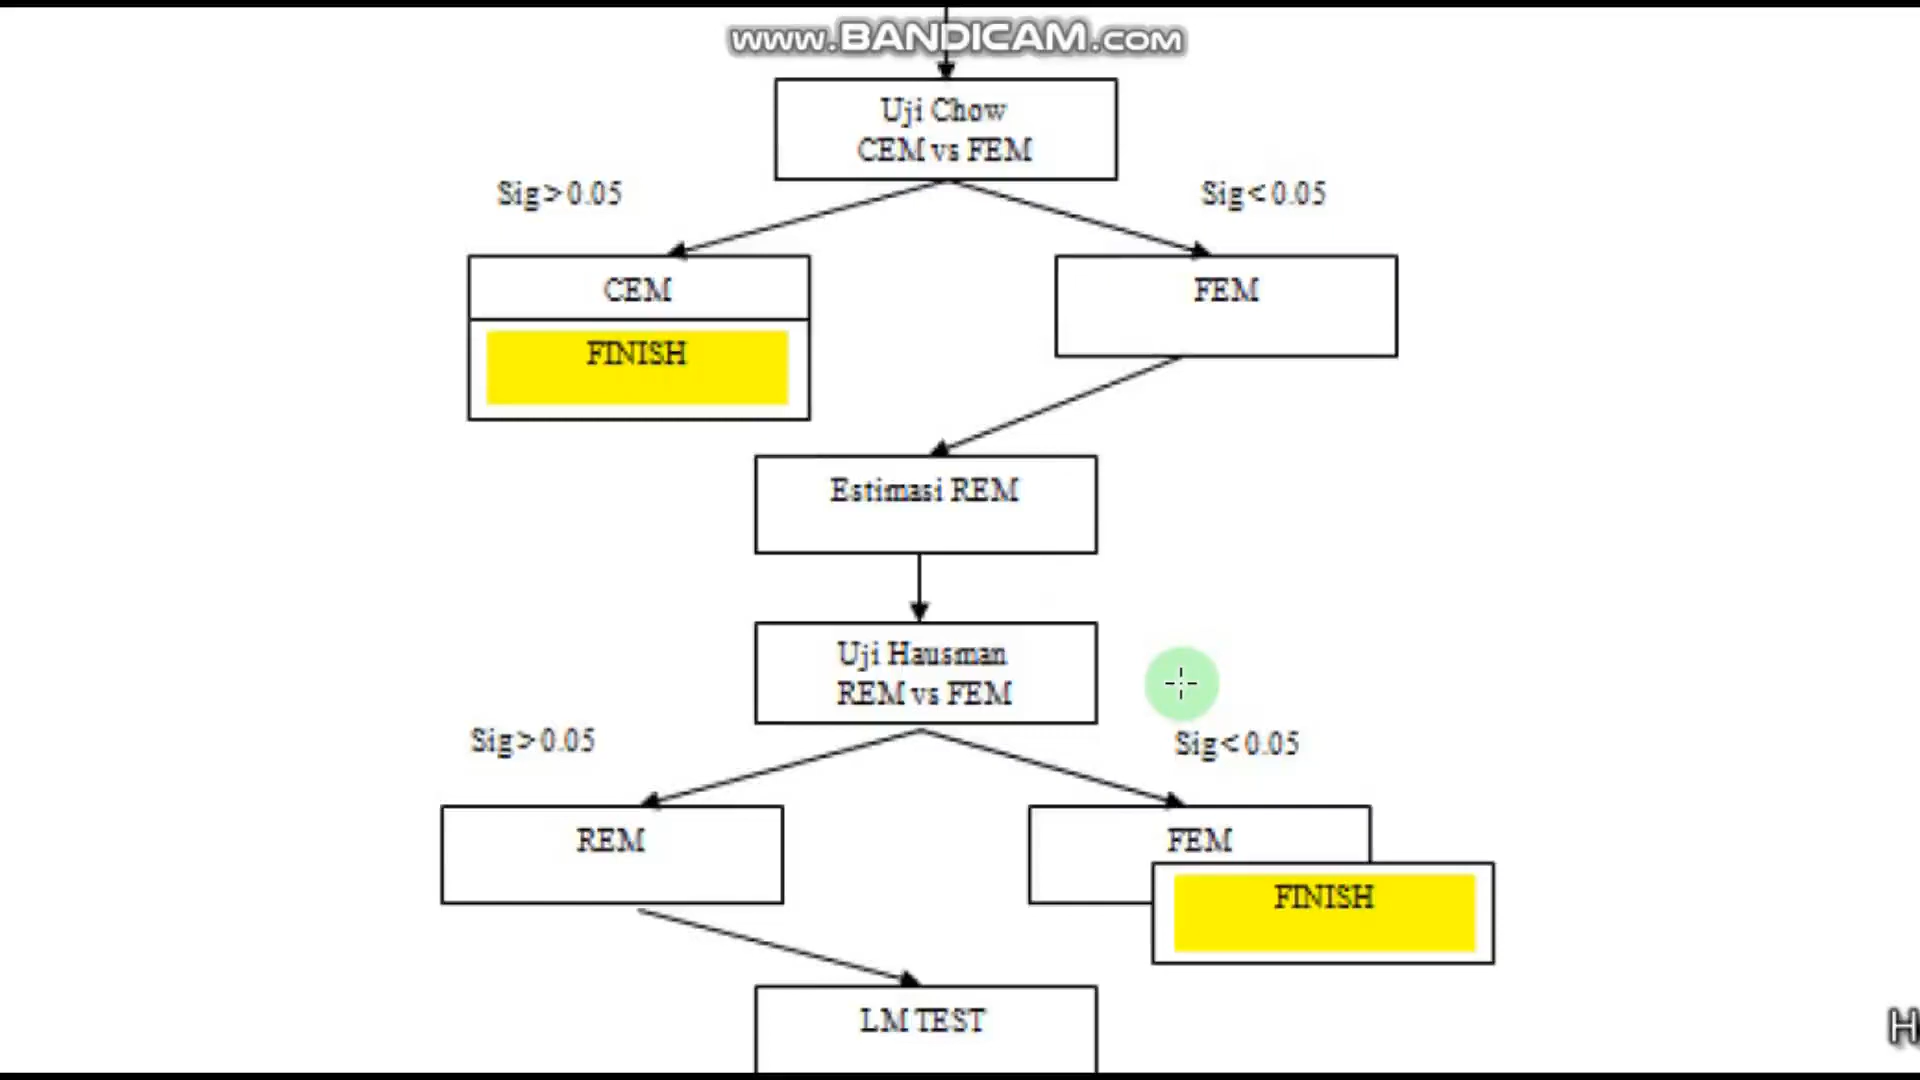 www.BANDICAM.com
Uji Chow
CEM vs FEM
Sig>0.05
Sig<0.05
CEM
FEM
FINISH
Estimasi REM
Uji Hausman
REM vs FEM
Sig>0.05
Sig<0.05
REM
FEM
FINISH
LM TEST
H